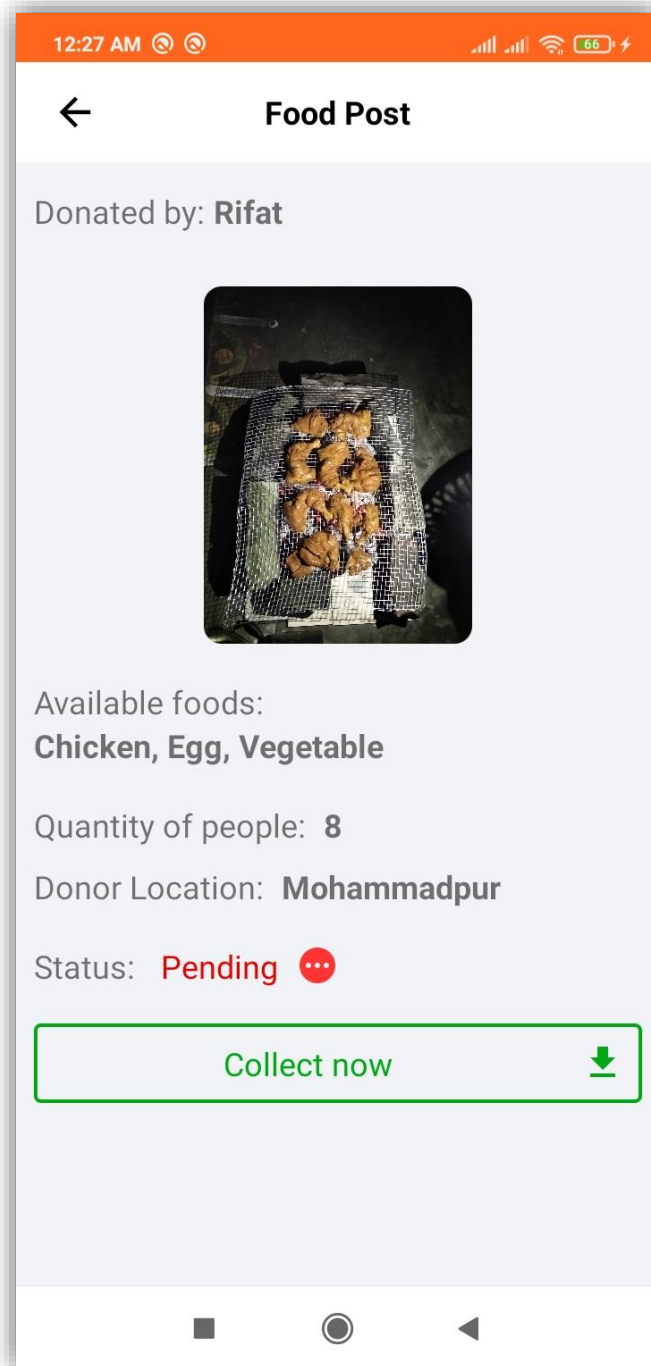 12:27 AM
66
Food Post
Donated by: Rifat
Available foods:
Chicken, Egg, Vegetable
Quantity of people: 8
Donor Location: Mohammadpur
Status: Pending
Collect now